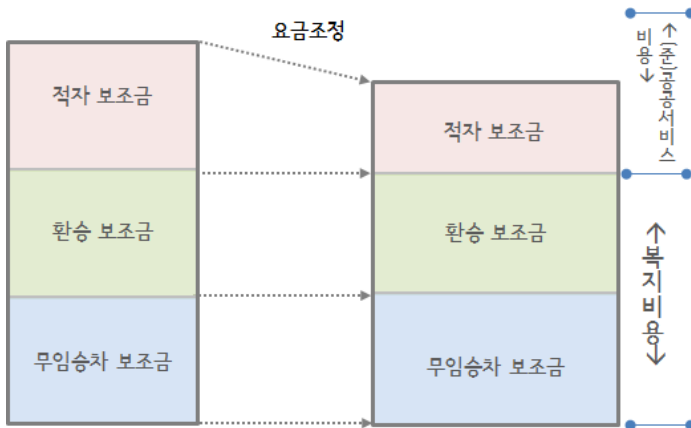 요금조정
적자 보조금
환승 보조금
무임승차 보조금
적자 보조금
환승 보조금
무임승차 보조금
↑(준)공공서비스
비용↓
↑복지비용↓